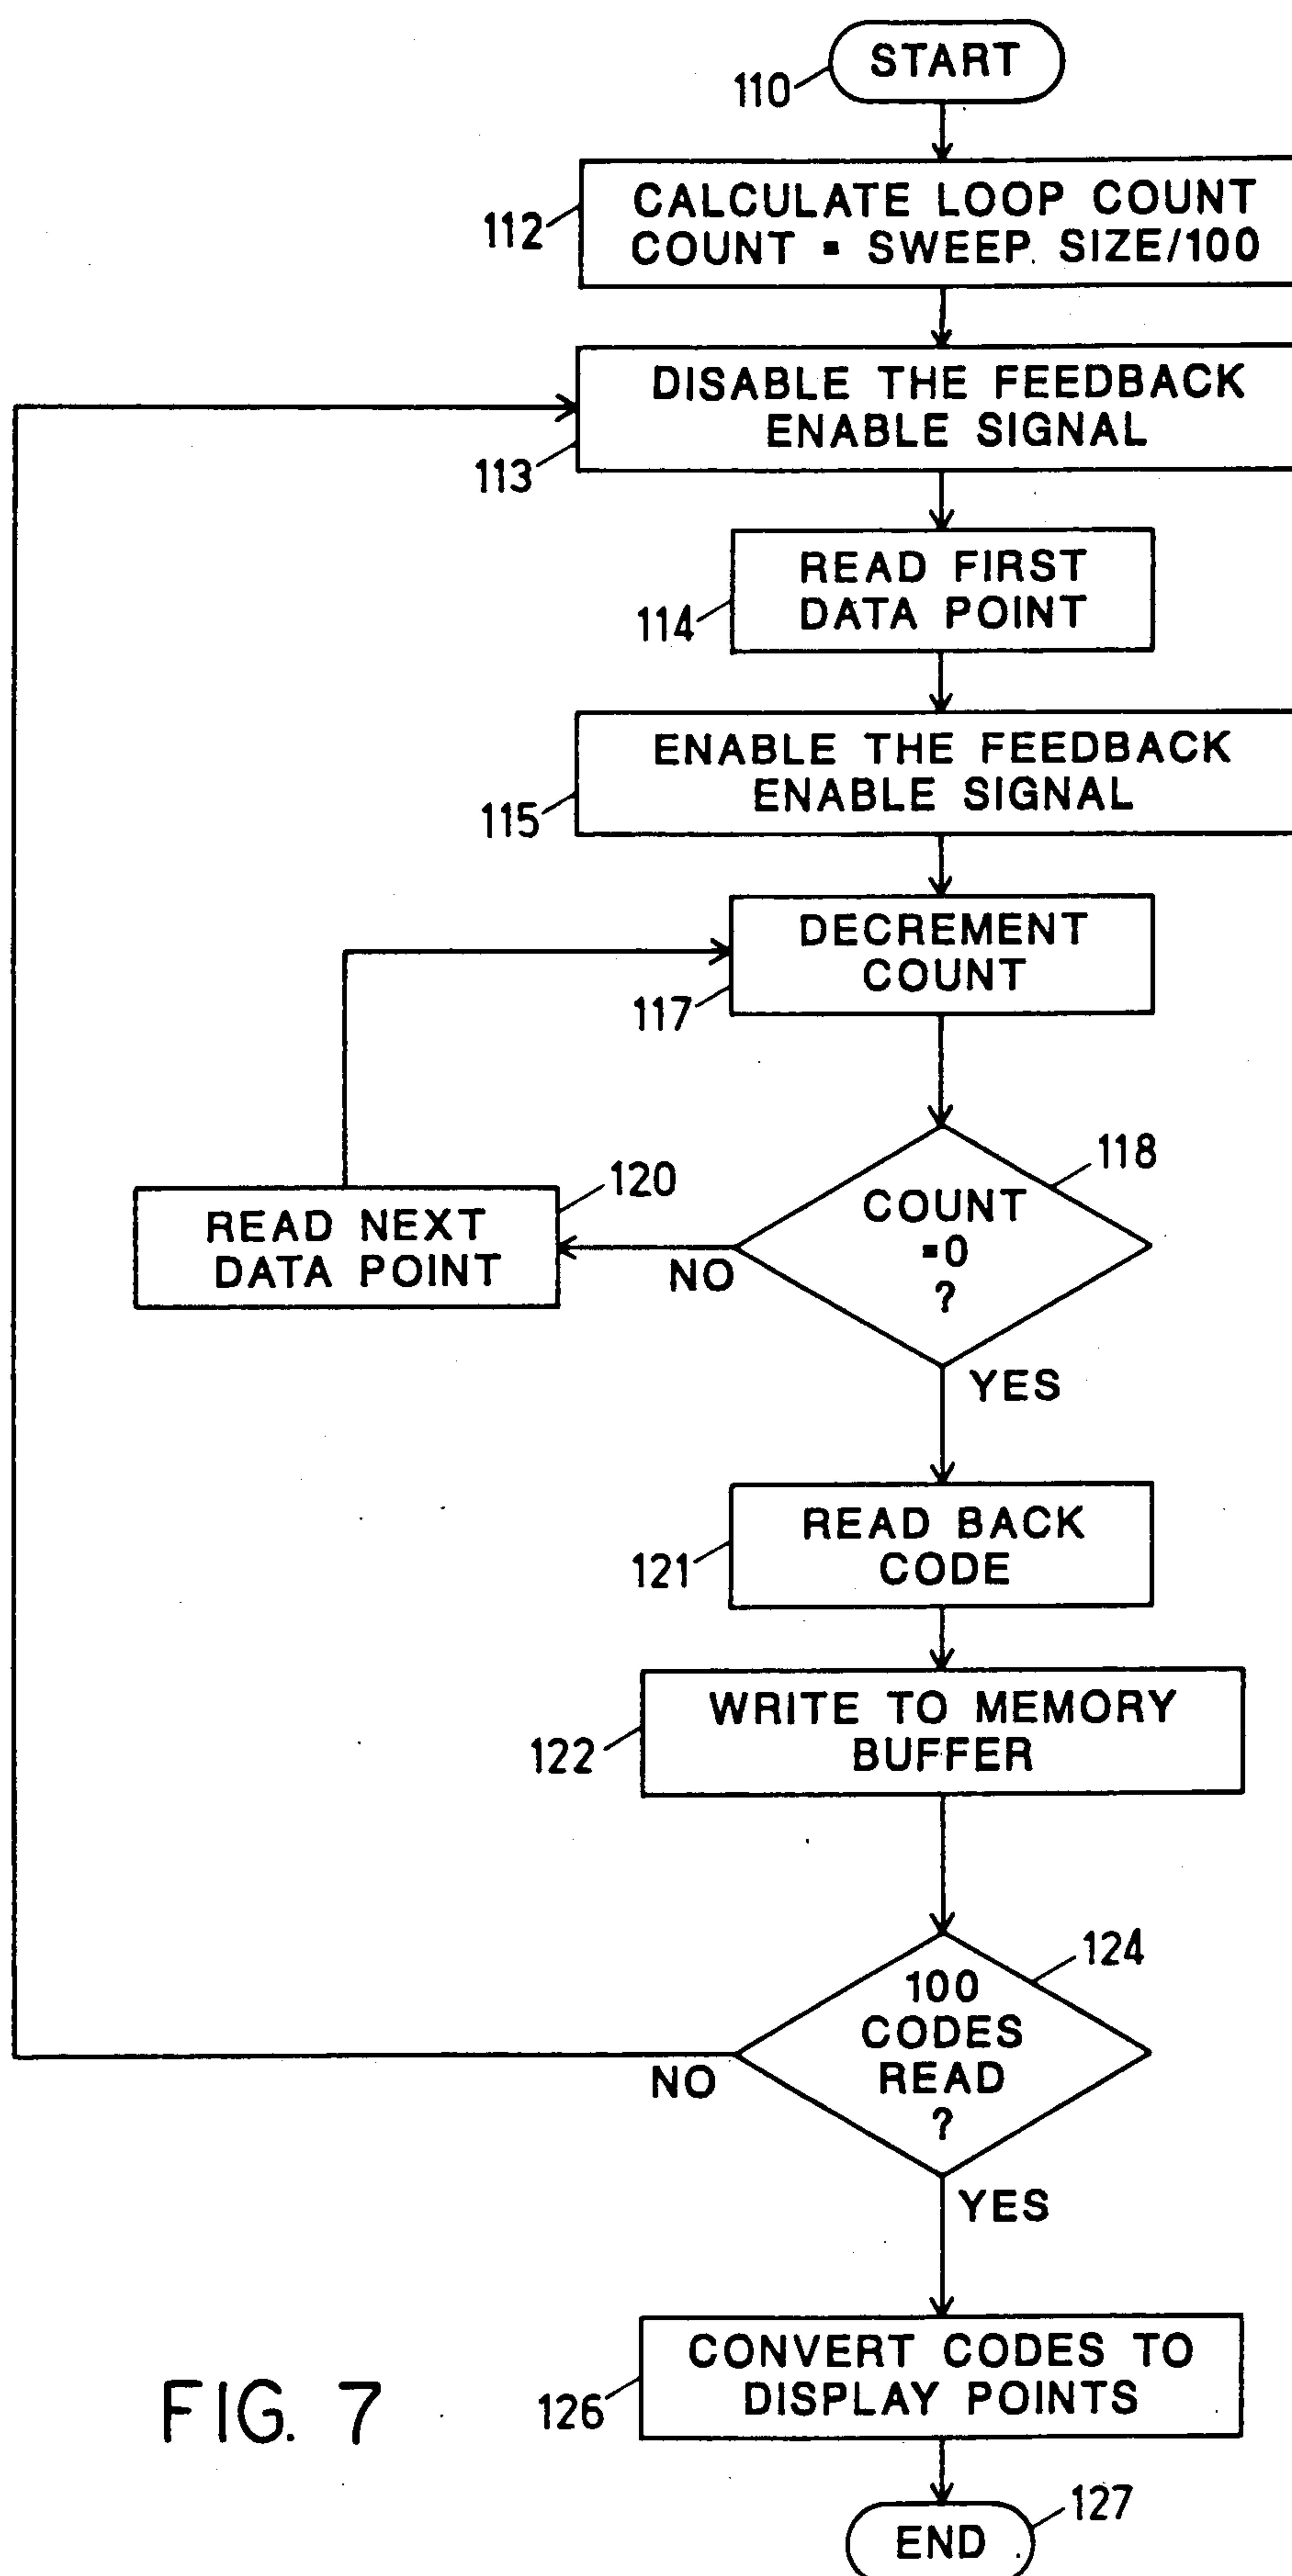 START
110
CALCULATE LOOP COUNT
COUNT = SWEEP SIZE/100
112
DISABLE THE FEEDBACK
ENABLE SIGNAL
113
READ FIRST
DATA POINT
114
ENABLE THE FEEDBACK
ENABLE SIGNAL
115
DECREMENT
COUNT
117
118
COUNT
=0
?
120
READ NEXT
DATA POINT
NO
YES
READ BACK
CODE
121
WRITE TO MEMORY
BUFFER
122
124
100
CODES
READ
?
NO
YES
CONVERT CODES TO
DISPLAY POINTS
126
FIG. 7
127
END